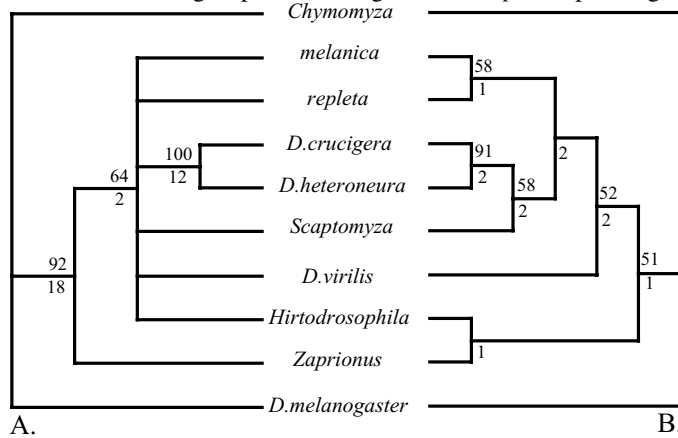 Chymomyza
melanica
58
1
repleta
D.crucigera
100
12
91
2
2
D.heteroneura
64
2
58
2
52
2
Scaptomyza
D.virilis
92
18
51
1
Hirtodrosophila
1
Zaprionus
D.melanogaster
A.
B.